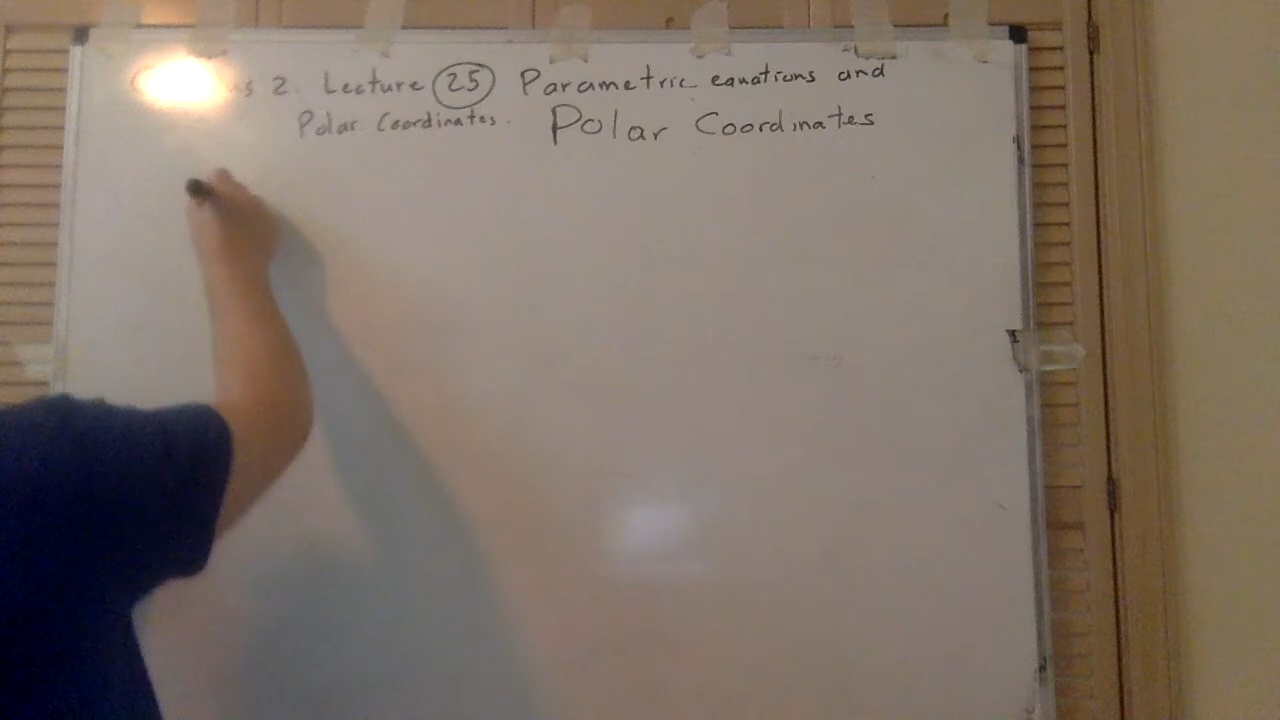 s 2. Lecture 25 Parametric equations and
Polar Coordinates. Polar Coordinates